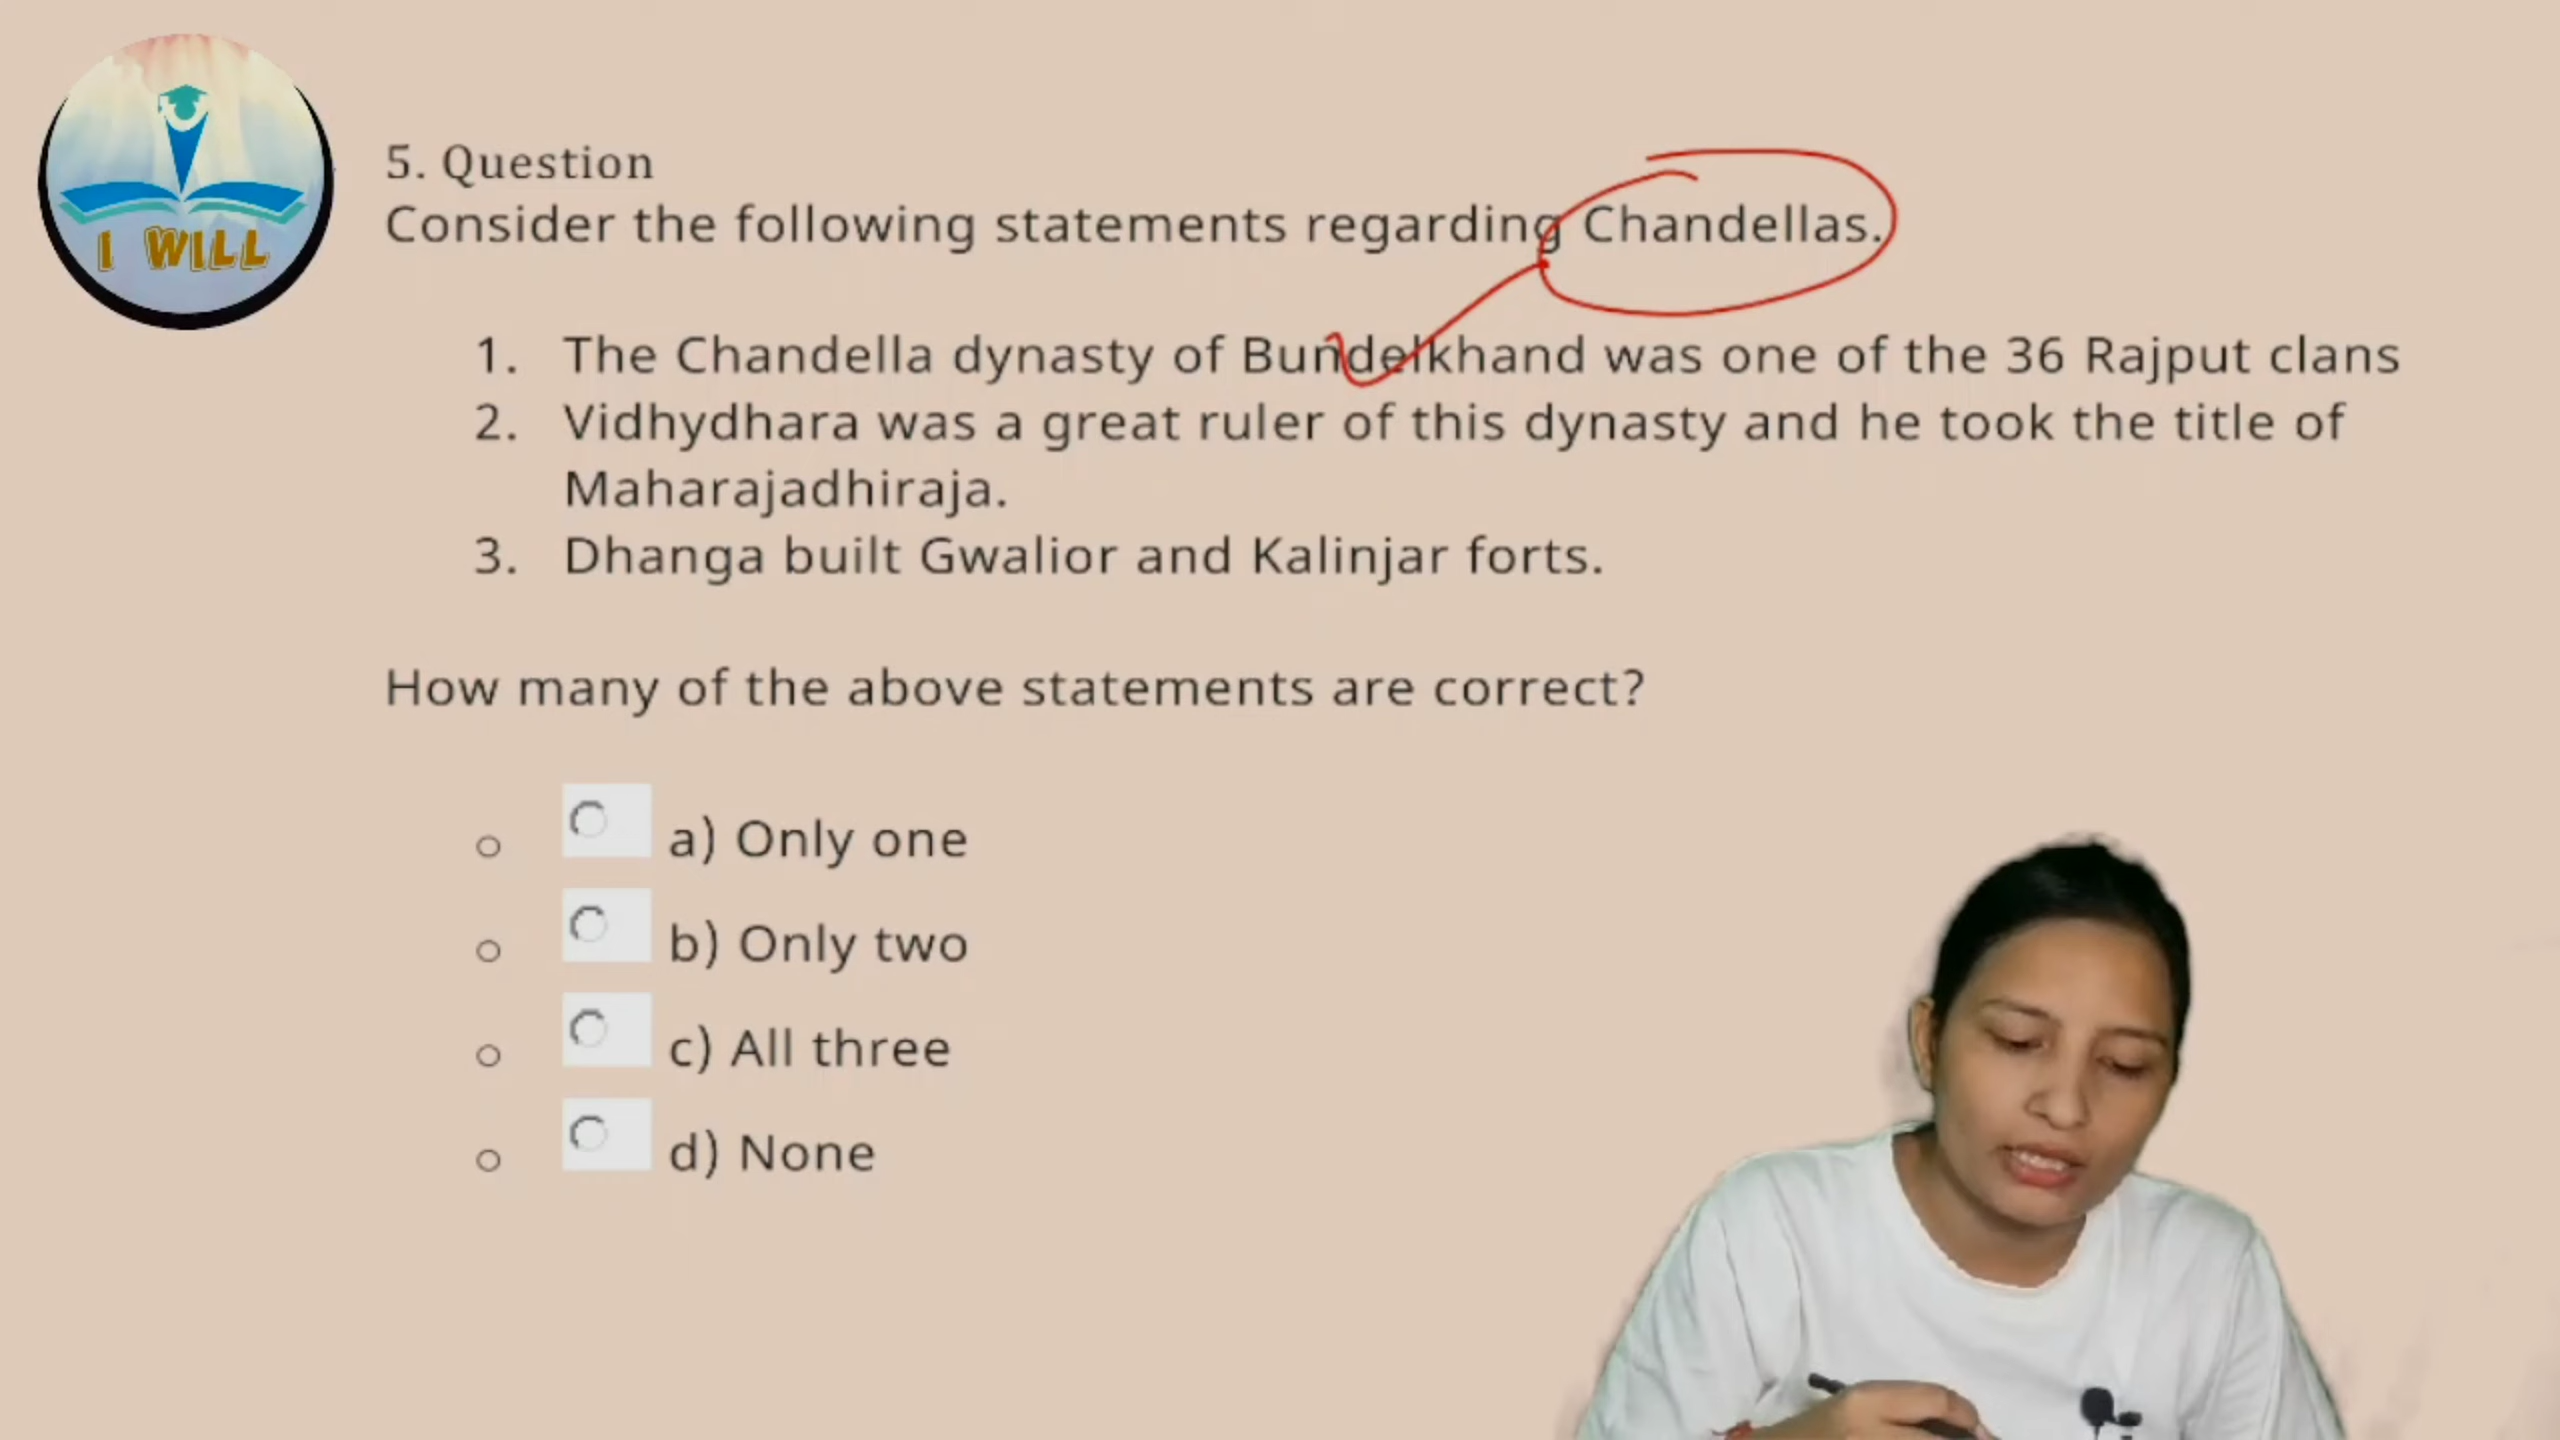 I WILL
5. Question
Consider the following statements regarding Chandellas.
1. The Chandella dynasty of Bundelkhand was one of the 36 Rajput clans
2. Vidhydhara was a great ruler of this dynasty and he took the title of
Maharajadhiraja.
3. Dhanga built Gwalior and Kalinjar forts.
How many of the above statements are correct?
a) Only one
b) Only two
c) All three
d) None